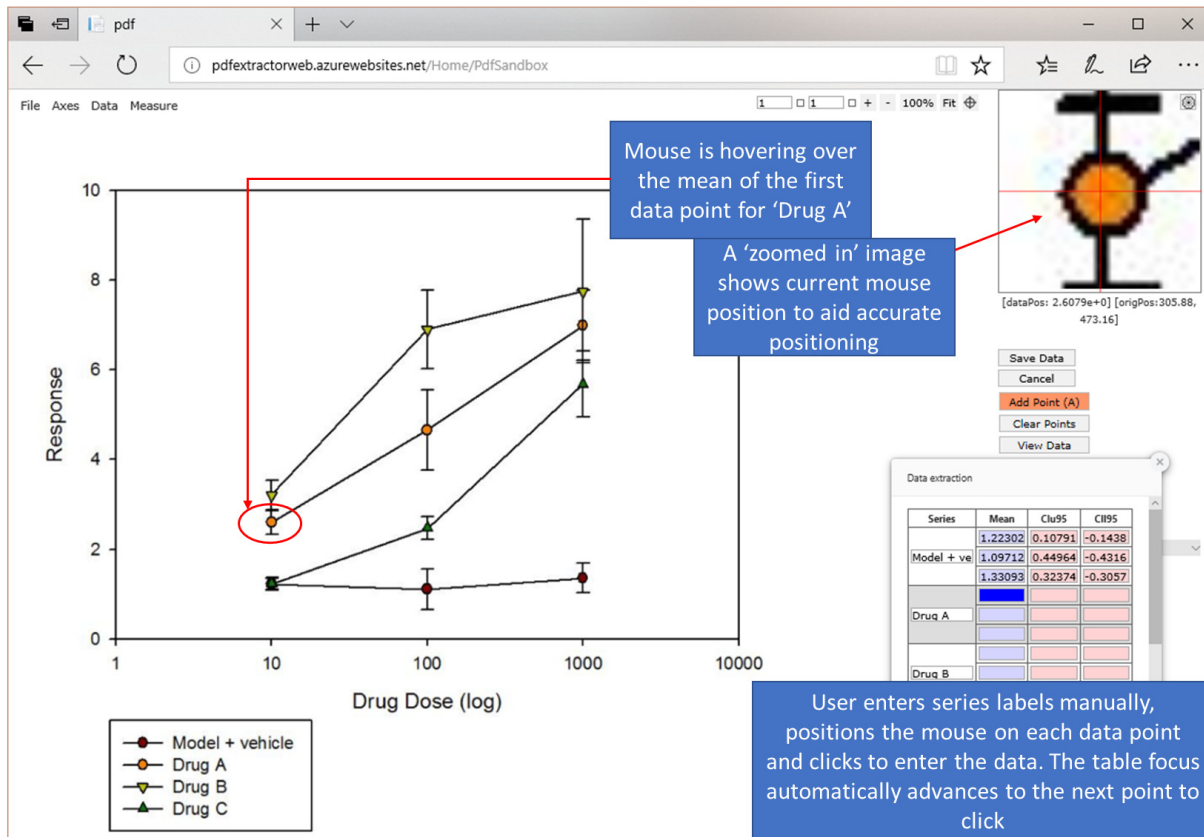 pdf
pdfextractorweb.azurewebsites.net/Home/PdfSandbox
File Axes Data Measure
1 1 + - 100% Fit
Mouse is hovering over
the mean of the first
data point for ‘Drug A’
A ‘zoomed in’ image
shows current mouse
position to aid accurate
positioning
[dataPos: 2.6079e+0] [origPos:305.88,
473.16]
Save Data
Cancel
Add Point (A)
Clear Points
View Data
10
8
6
4
2
0
Response
1 10 100 1000 10000
Drug Dose (log)
Model + vehicle
Drug A
Drug B
Drug C
Data extraction
Series Mean Clu95 Cll95
1.22302 0.10791 -0.1438
Model + ve 1.09712 0.44964 -0.4316
1.33093 0.32374 -0.3057
Drug A
Drug B
User enters series labels manually,
positions the mouse on each data point
and clicks to enter the data. The table focus
automatically advances to the next point to
click